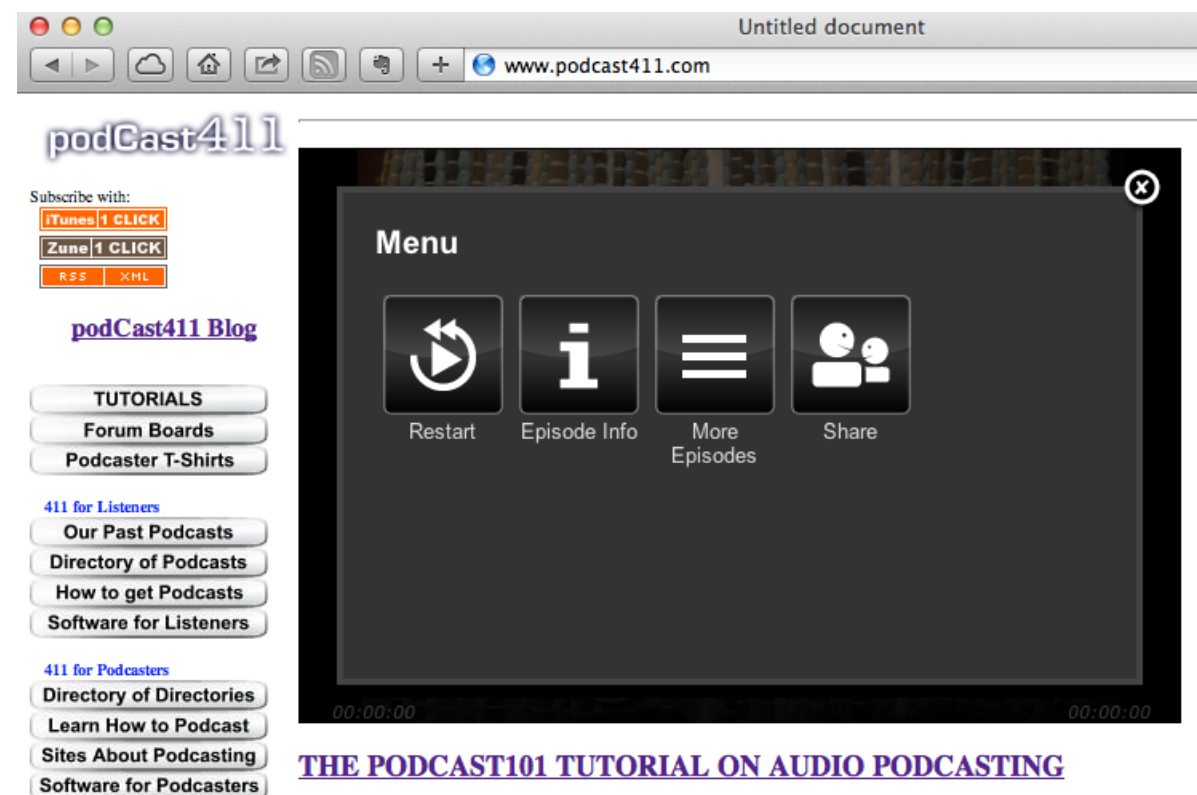 Untitled document
www.podcast411.com
podCast411
Subscribe with:
iTunes 1 CLICK
Zune 1 CLICK
RSS XML
podCast411 Blog
TUTORIALS
Forum Boards
Podcaster T-Shirts
411 for Listeners
Our Past Podcasts
Directory of Podcasts
How to get Podcasts
Software for Listeners
411 for Podcasters
Directory of Directories
Learn How to Podcast
Sites About Podcasting
Software for Podcasters
Menu
Restart
Episode Info
More
Episodes
Share
00:00:00
00:00:00
THE PODCAST101 TUTORIAL ON AUDIO PODCASTING